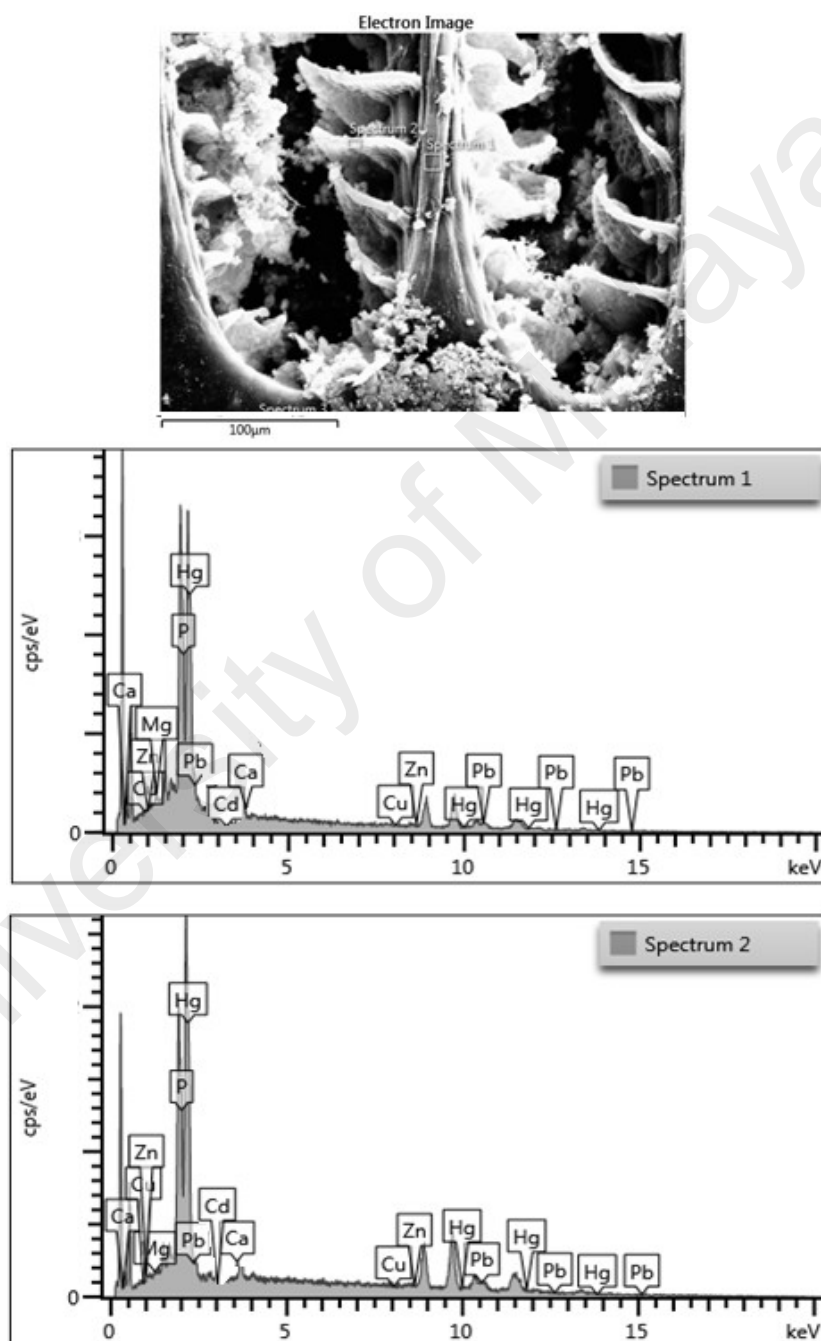 Electron Image
Spectrum 2
Spectrum 1
Spectrum
100µm
University of Malaya
Spectrum 1
cps/eV
Hg
P
Ca
Mg
Zn
Cu
Pb
Cd
Ca
Cu
Zn
Hg
Pb
Hg
Pb
Hg
Pb
0
0 5 10 15 keV
Spectrum 2
cps/eV
Hg
P
Zn
Cu
Ca
Mg
Pb
Cd
Ca
Cu
Zn
Hg
Pb
Hg
Pb
Hg
Pb
0
0 5 10 15 keV